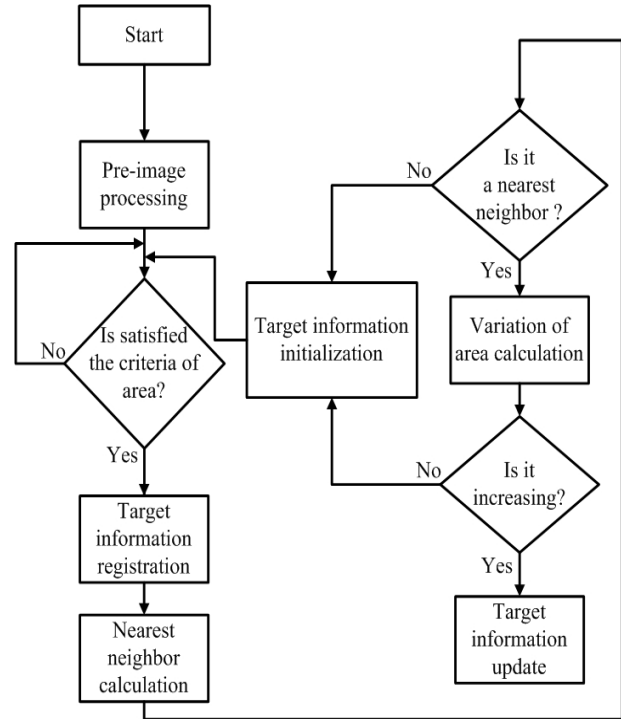 Start
Pre-image
processing
No
Is satisfied
the criteria of
area?
Yes
Target
information
registration
Nearest
neighbor
calculation
Target information
initialization
No
Is it
a nearest
neighbor ?
Yes
Variation of
area calculation
No
Is it
increasing?
Yes
Target
information
update